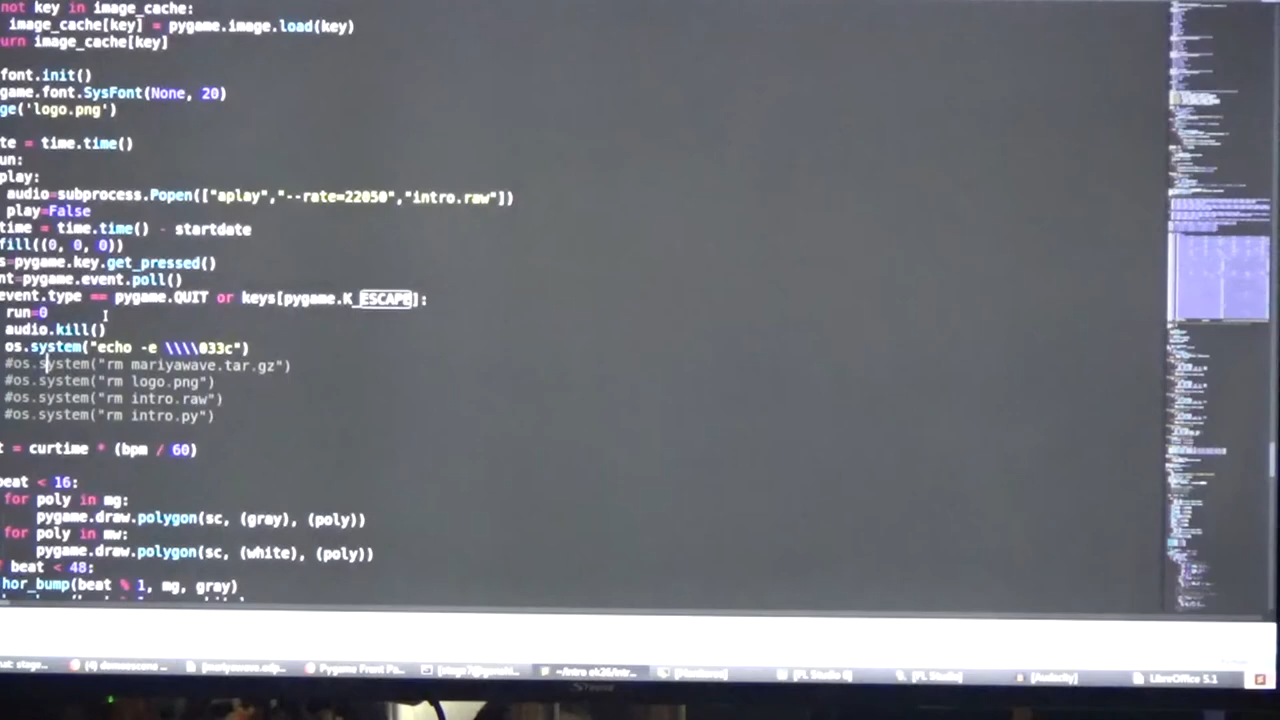 not key in image_cache:
image_cache[key] = pygame.image.load(key)
urn image_cache[key]
font.init()
game.font.SysFont(None, 20)
ge('logo.png')
te = time.time()
un:
play:
audio=subprocess.Popen(["aplay","--rate=22050","intro.raw"])
play=False
time = time.time() - startdate
fill((0, 0, 0))
s=pygame.key.get_pressed()
nt=pygame.event.poll()
event.type == pygame.QUIT or keys[pygame.K_ESCAPE]:
run=0
audio.kill()
os.system("echo -e \\\\033c")
#os.system("rm mariyawave.tar.gz")
#os.system("rm logo.png")
#os.system("rm intro.raw")
#os.system("rm intro.py")
t = curtime * (bpm / 60)
beat < 16:
for poly in mg:
pygame.draw.polygon(sc, (gray), (poly))
for poly in mw:
pygame.draw.polygon(sc, (white), (poly))
beat < 48:
hor_bump(beat % 1, mg, gray)
[FL Studio] [Audacity] LibreOffice 5.1